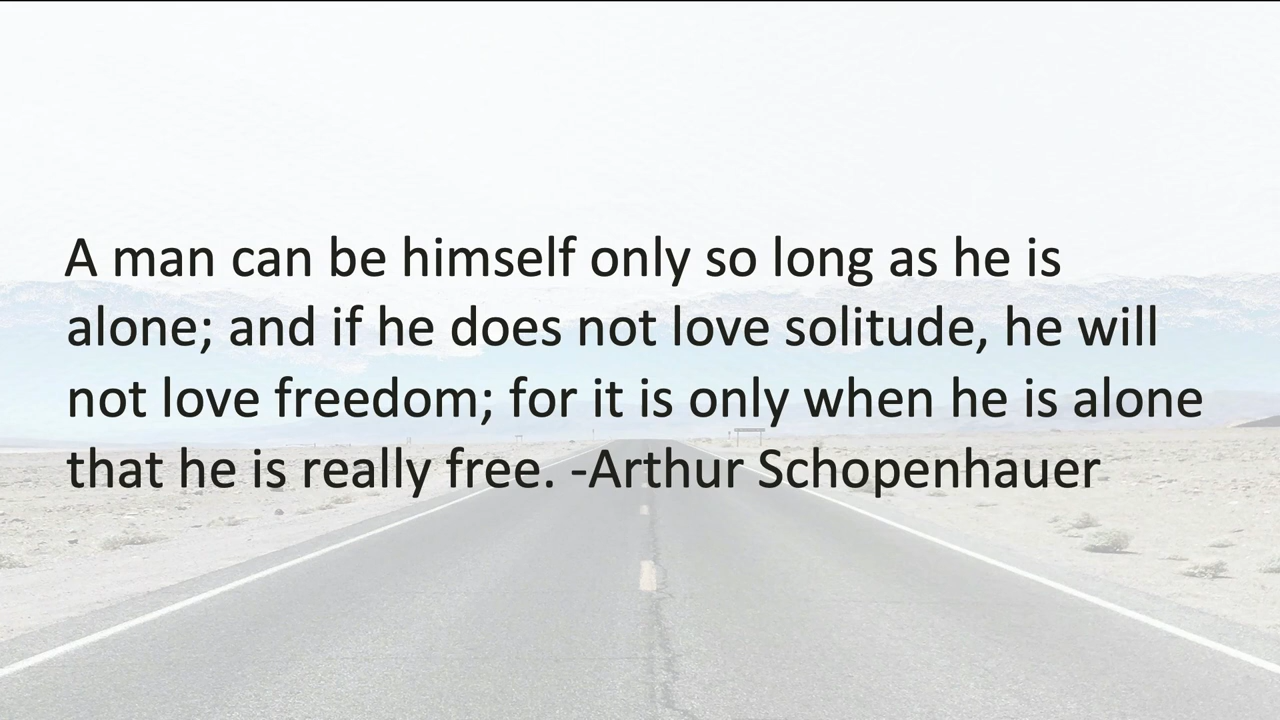 A man can be himself only so long as he is
alone; and if he does not love solitude, he will
not love freedom; for it is only when he is alone
that he is really free. -Arthur Schopenhauer